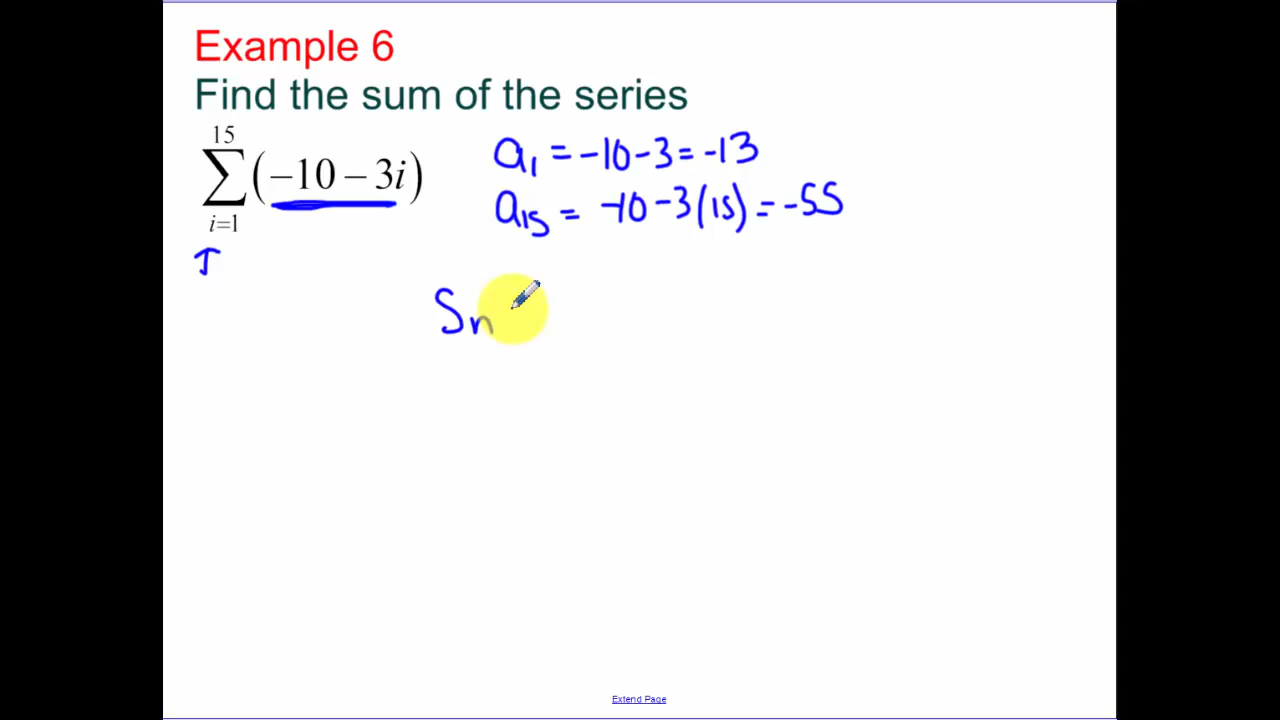 Example 6
Find the sum of the series
15
∑(−10 − 3i)
i=1
a₁ = -10-3 = -13
a₁₅ = -10-3(15) = -55
Sn
Extend Page